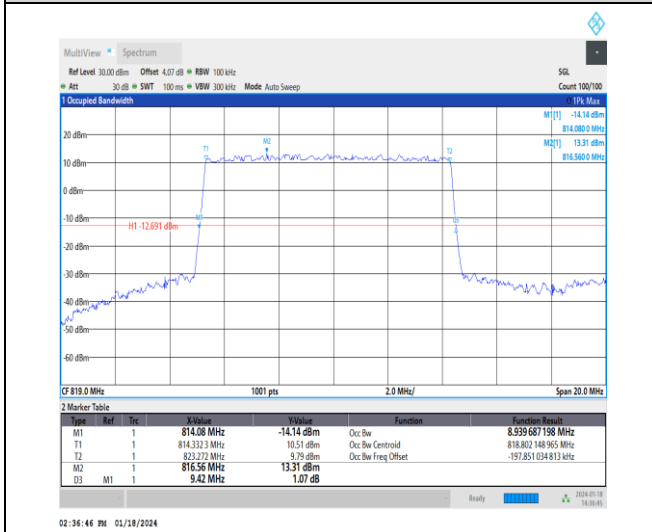 MultiView Spectrum
Ref Level 30.00 dBm Offset 4.07 dB RBW 100 kHz SGL
Att 30 dB SWT 100 ms VBW 300 kHz Mode Auto Sweep Count 100/100
1 Occupied Bandwidth 1Pk Max
M1[1] -14.14 dBm
814.080 0 MHz
M2[1] 13.31 dBm
816.560 0 MHz
20 dBm
T1 M2 T2
10 dBm
0 dBm
-10 dBm
M1
H1 -12.691 dBm
-20 dBm
-30 dBm
-40 dBm
-50 dBm
-60 dBm
CF 819.0 MHz 1001 pts 2.0 MHz/ Span 20.0 MHz
2 Marker Table
Type Ref Trc X-Value Y-Value Function Function Result
M1 1 814.08 MHz -14.14 dBm Occ Bw 8.939 687 198 MHz
T1 1 814.332 3 MHz 10.51 dBm Occ Bw Centroid 818.802 148 965 MHz
T2 1 823.272 MHz 9.79 dBm Occ Bw Freq Offset -197.851 034 813 kHz
M2 1 816.56 MHz 13.31 dBm
D3 M1 1 9.42 MHz 1.07 dB
Ready 2024-01-18
14:36:45
02:36:46 PM 01/18/2024